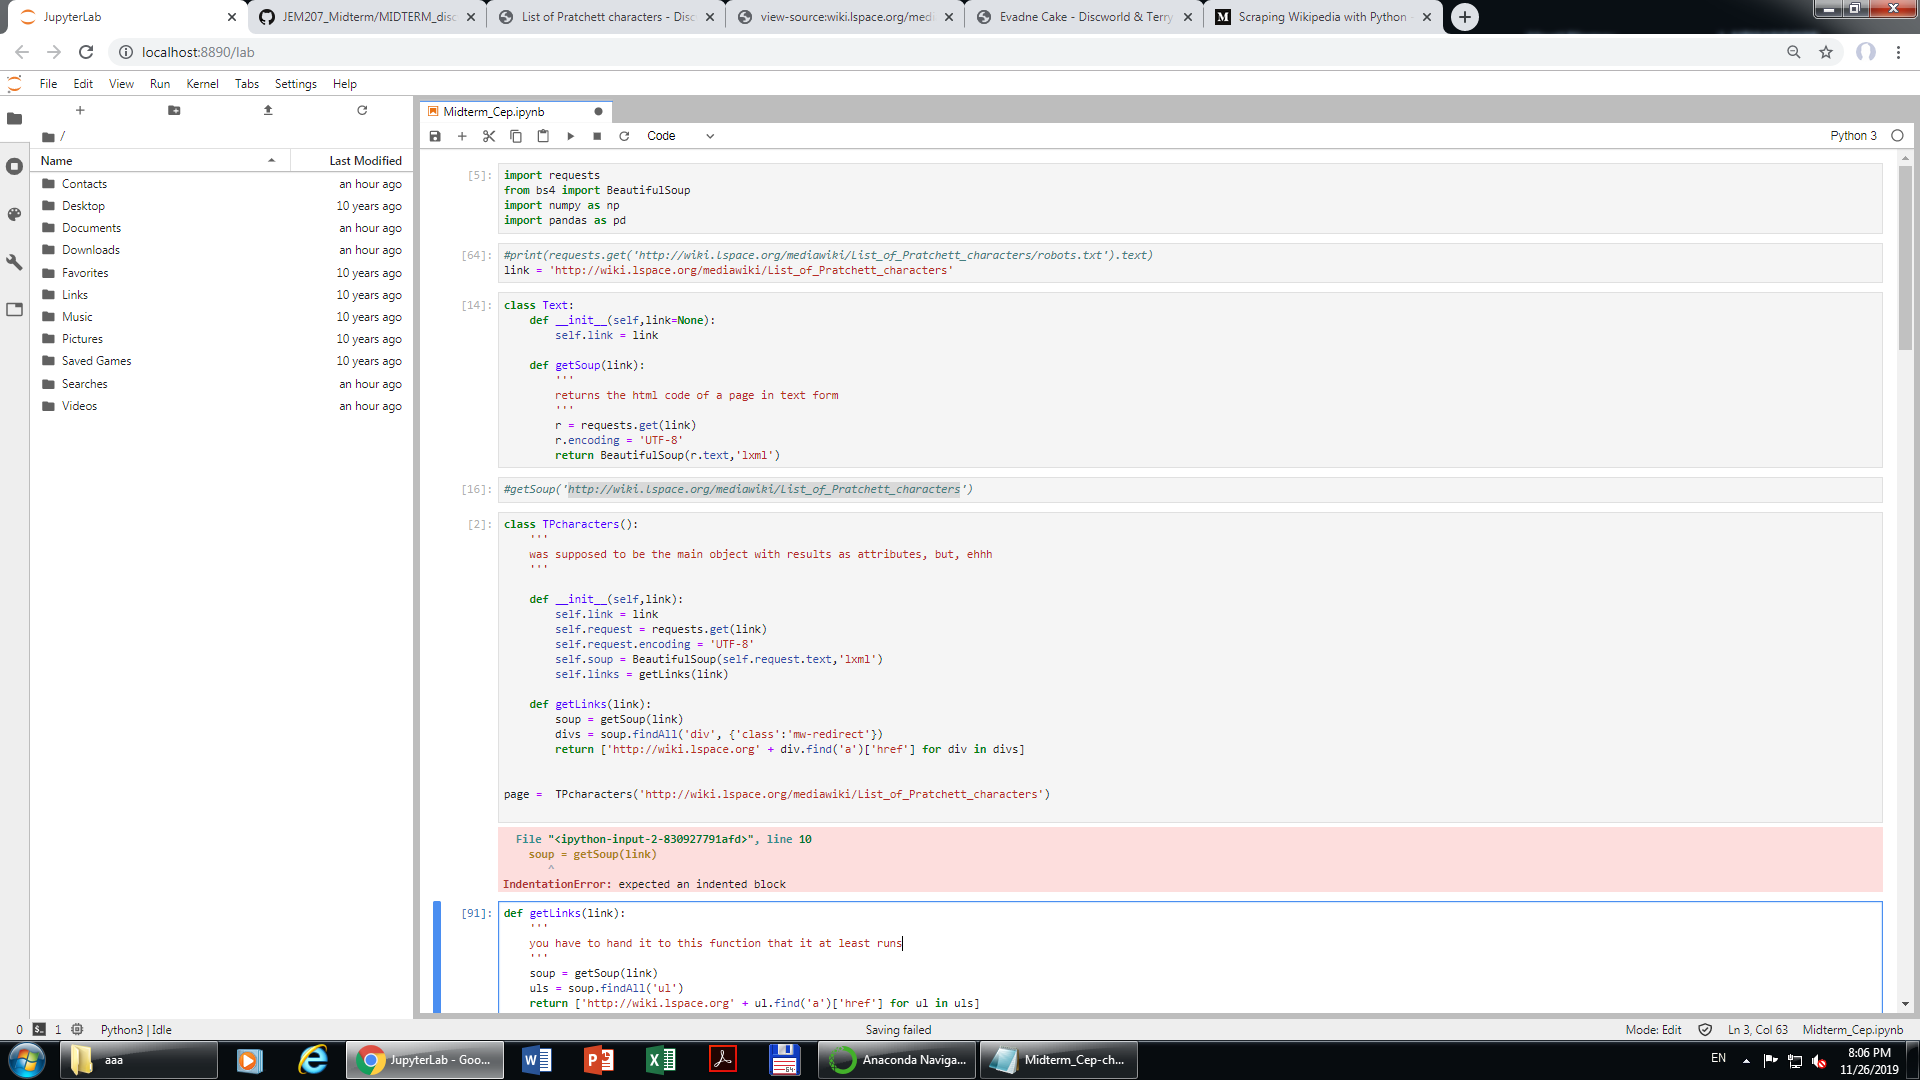 JupyterLab
JEM207_Midterm/MIDTERM_disc
List of Pratchett characters - Disc
view-source:wiki.lspace.org/medi
Evadne Cake - Discworld & Terry
Scraping Wikipedia with Python -
localhost:8890/lab
File Edit View Run Kernel Tabs Settings Help
Midterm_Cep.ipynb
/
Code
Python 3
Name Last Modified
Contacts an hour ago
Desktop 10 years ago
Documents an hour ago
Downloads an hour ago
Favorites 10 years ago
Links 10 years ago
Music 10 years ago
Pictures 10 years ago
Saved Games 10 years ago
Searches an hour ago
Videos an hour ago
[5]: import requests
from bs4 import BeautifulSoup
import numpy as np
import pandas as pd
[64]: #print(requests.get('http://wiki.lspace.org/mediawiki/List_of_Pratchett_characters/robots.txt').text)
link = 'http://wiki.lspace.org/mediawiki/List_of_Pratchett_characters'
[14]: class Text:
def __init__(self,link=None):
self.link = link
def getSoup(link):
'''
returns the html code of a page in text form
'''
r = requests.get(link)
r.encoding = 'UTF-8'
return BeautifulSoup(r.text,'lxml')
[16]: #getSoup('http://wiki.lspace.org/mediawiki/List_of_Pratchett_characters')
[2]: class TPcharacters():
'''
was supposed to be the main object with results as attributes, but, ehhh
'''
def __init__(self,link):
self.link = link
self.request = requests.get(link)
self.request.encoding = 'UTF-8'
self.soup = BeautifulSoup(self.request.text,'lxml')
self.links = getLinks(link)
def getLinks(link):
soup = getSoup(link)
divs = soup.findAll('div', {'class':'mw-redirect'})
return ['http://wiki.lspace.org' + div.find('a')['href'] for div in divs]
page =  TPcharacters('http://wiki.lspace.org/mediawiki/List_of_Pratchett_characters')
File "<ipython-input-2-830927791afd>", line 10
soup = getSoup(link)
^
IndentationError: expected an indented block
[91]: def getLinks(link):
'''
you have to hand it to this function that it at least runs
'''
soup = getSoup(link)
uls = soup.findAll('ul')
return ['http://wiki.lspace.org' + ul.find('a')['href'] for ul in uls]
0 1 Python3 | Idle
Saving failed
Mode: Edit Ln 3, Col 63 Midterm_Cep.ipynb
aaa
JupyterLab - Goo...
Anaconda Naviga...
Midterm_Cep-ch...
EN
8:06 PM
11/26/2019